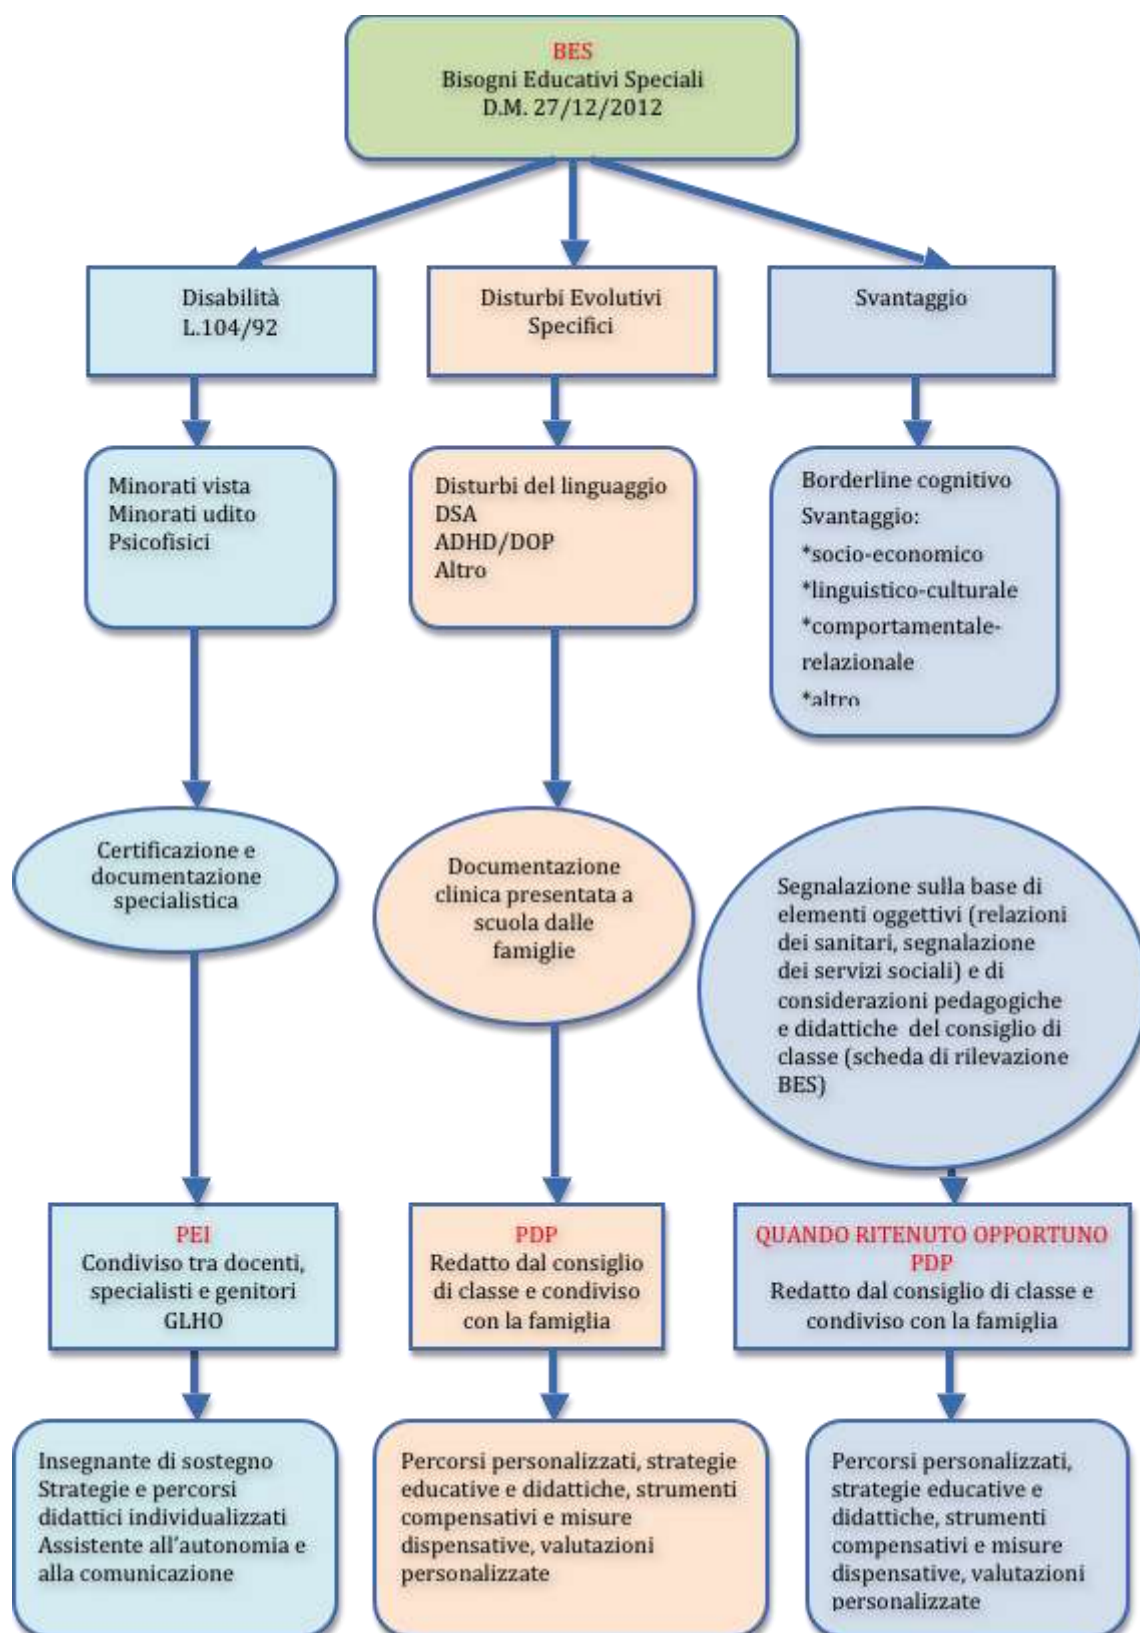 BES
Bisogni Educativi Speciali
D.M. 27/12/2012
Disabilità
L.104/92
Disturbi Evolutivi
Specifici
Svantaggio
Minorati vista
Minorati udito
Psicofisici
Disturbi del linguaggio
DSA
ADHD/DOP
Altro
Borderline cognitivo
Svantaggio:
*socio-economico
*linguistico-culturale
*comportamentale-
relazionale
*altro
Certificazione e
documentazione
specialistica
Documentazione
clinica presentata a
scuola dalle
famiglie
Segnalazione sulla base di
elementi oggettivi (relazioni
dei sanitari, segnalazione
dei servizi sociali) e di
considerazioni pedagogiche
e didattiche del consiglio di
classe (scheda di rilevazione
BES)
PEI
Condiviso tra docenti,
specialisti e genitori
GLHO
PDP
Redatto dal consiglio
di classe e condiviso
con la famiglia
QUANDO RITENUTO OPPORTUNO
PDP
Redatto dal consiglio di classe e
condiviso con la famiglia
Insegnante di sostegno
Strategie e percorsi
didattici individualizzati
Assistente all'autonomia e
alla comunicazione
Percorsi personalizzati, strategie
educative e didattiche, strumenti
compensativi e misure
dispensative, valutazioni
personalizzate
Percorsi personalizzati,
strategie educative e
didattiche, strumenti
compensativi e misure
dispensative, valutazioni
personalizzate